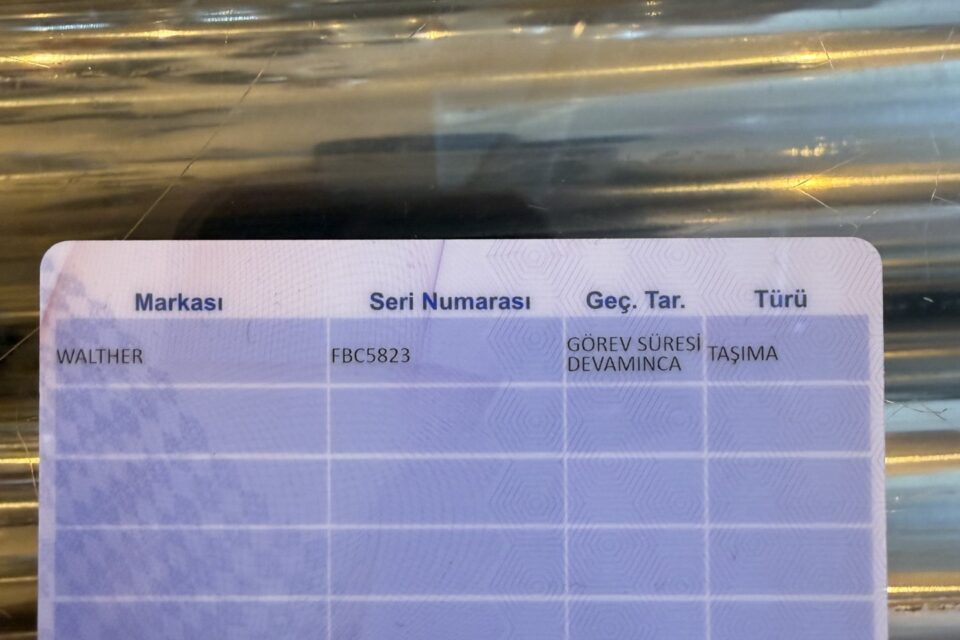 Markası Seri Numarası Geç. Tar. Türü
WALTHER FBC5823 GÖREV SÜRESİ DEVAMINCA TAŞIMA